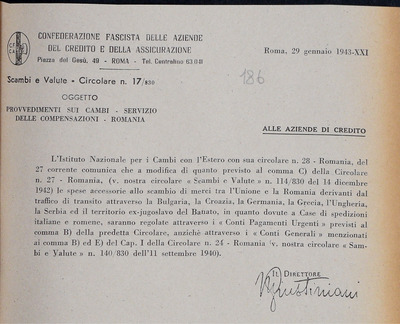 CONFEDERAZIONE FASCISTA DELLE AZIENDE
DEL CREDITO E DELLA ASSICURAZIONE
Piazza del Gesù, 49 - ROMA - Tel. Centralino 63.0
Roma, 29 gennaio 1943-XXI
Scambi e Valute - Circolare n. 17/830
186
OGGETTO
PROVVEDIMENTI SUI CAMBI - SERVIZIO
DELLE COMPENSAZIONI - ROMANIA
ALLE AZIENDE DI CREDITO
L'Istituto Nazionale per i Cambi con l'Estero con sua circolare n. 28 - Romania, del
27 corrente comunica che a modifica di quanto previsto al comma C) della Circolare
n. 27 - Romania, (v. nostra circolare « Scambi e Valute » n. 114/830 del 14 dicembre
1942) le spese accessorie allo scambio di merci tra l'Unione e la Romania derivanti dal
traffico di transito attraverso la Bulgaria, la Croazia, la Germania, la Grecia, l'Ungheria,
la Serbia ed il territorio ex-jugoslavo del Banato, in quanto dovute a Case di spedizioni
italiane e romene, saranno regolate attraverso i « Conti Pagamenti Urgenti » previsti al
comma B) della predetta Circolare, anziché attraverso i « Conti Generali » menzionati
ai comma B) ed E) del Cap. I della Circolare n. 24 - Romania (v. nostra circolare « Sam-
bi e Valute » n. 140/830 dell'11 settembre 1940).
IL DIRETTORE
Giustiniani